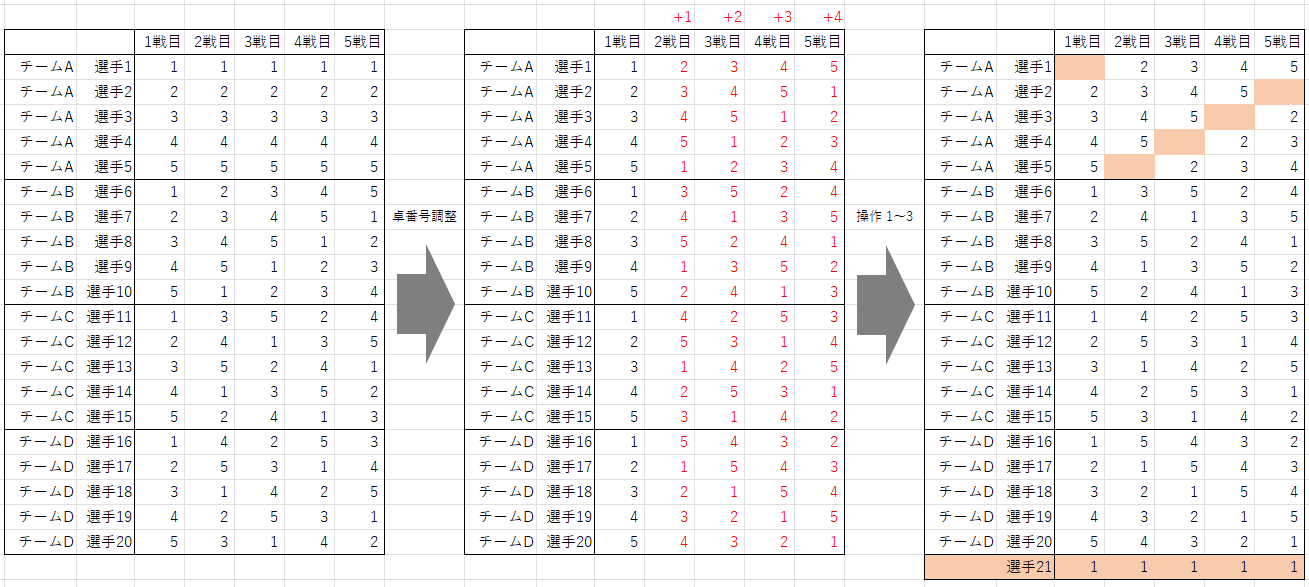 1戦目 2戦目 3戦目 4戦目 5戦目
チームA 選手1 1 1 1 1 1
チームA 選手2 2 2 2 2 2
チームA 選手3 3 3 3 3 3
チームA 選手4 4 4 4 4 4
チームA 選手5 5 5 5 5 5
チームB 選手6 1 2 3 4 5
チームB 選手7 2 3 4 5 1
チームB 選手8 3 4 5 1 2
チームB 選手9 4 5 1 2 3
チームB 選手10 5 1 2 3 4
チームC 選手11 1 3 5 2 4
チームC 選手12 2 4 1 3 5
チームC 選手13 3 5 2 4 1
チームC 選手14 4 1 3 5 2
チームC 選手15 5 2 4 1 3
チームD 選手16 1 4 2 5 3
チームD 選手17 2 5 3 1 4
チームD 選手18 3 1 4 2 5
チームD 選手19 4 2 5 3 1
チームD 選手20 5 3 1 4 2
卓番号調整
+1 +2 +3 +4
1戦目 2戦目 3戦目 4戦目 5戦目
チームA 選手1 1 2 3 4 5
チームA 選手2 2 3 4 5 1
チームA 選手3 3 4 5 1 2
チームA 選手4 4 5 1 2 3
チームA 選手5 5 1 2 3 4
チームB 選手6 1 3 5 2 4
チームB 選手7 2 4 1 3 5
チームB 選手8 3 5 2 4 1
チームB 選手9 4 1 3 5 2
チームB 選手10 5 2 4 1 3
チームC 選手11 1 4 2 5 3
チームC 選手12 2 5 3 1 4
チームC 選手13 3 1 4 2 5
チームC 選手14 4 2 5 3 1
チームC 選手15 5 3 1 4 2
チームD 選手16 1 5 4 3 2
チームD 選手17 2 1 5 4 3
チームD 選手18 3 2 1 5 4
チームD 選手19 4 3 2 1 5
チームD 選手20 5 4 3 2 1
操作 1～3
1戦目 2戦目 3戦目 4戦目 5戦目
チームA 選手1 2 3 4 5
チームA 選手2 2 3 4 5
チームA 選手3 3 4 5 2
チームA 選手4 4 5 2 3
チームA 選手5 5 2 3 4
チームB 選手6 1 3 5 2 4
チームB 選手7 2 4 1 3 5
チームB 選手8 3 5 2 4 1
チームB 選手9 4 1 3 5 2
チームB 選手10 5 2 4 1 3
チームC 選手11 1 4 2 5 3
チームC 選手12 2 5 3 1 4
チームC 選手13 3 1 4 2 5
チームC 選手14 4 2 5 3 1
チームC 選手15 5 3 1 4 2
チームD 選手16 1 5 4 3 2
チームD 選手17 2 1 5 4 3
チームD 選手18 3 2 1 5 4
チームD 選手19 4 3 2 1 5
チームD 選手20 5 4 3 2 1
選手21 1 1 1 1 1